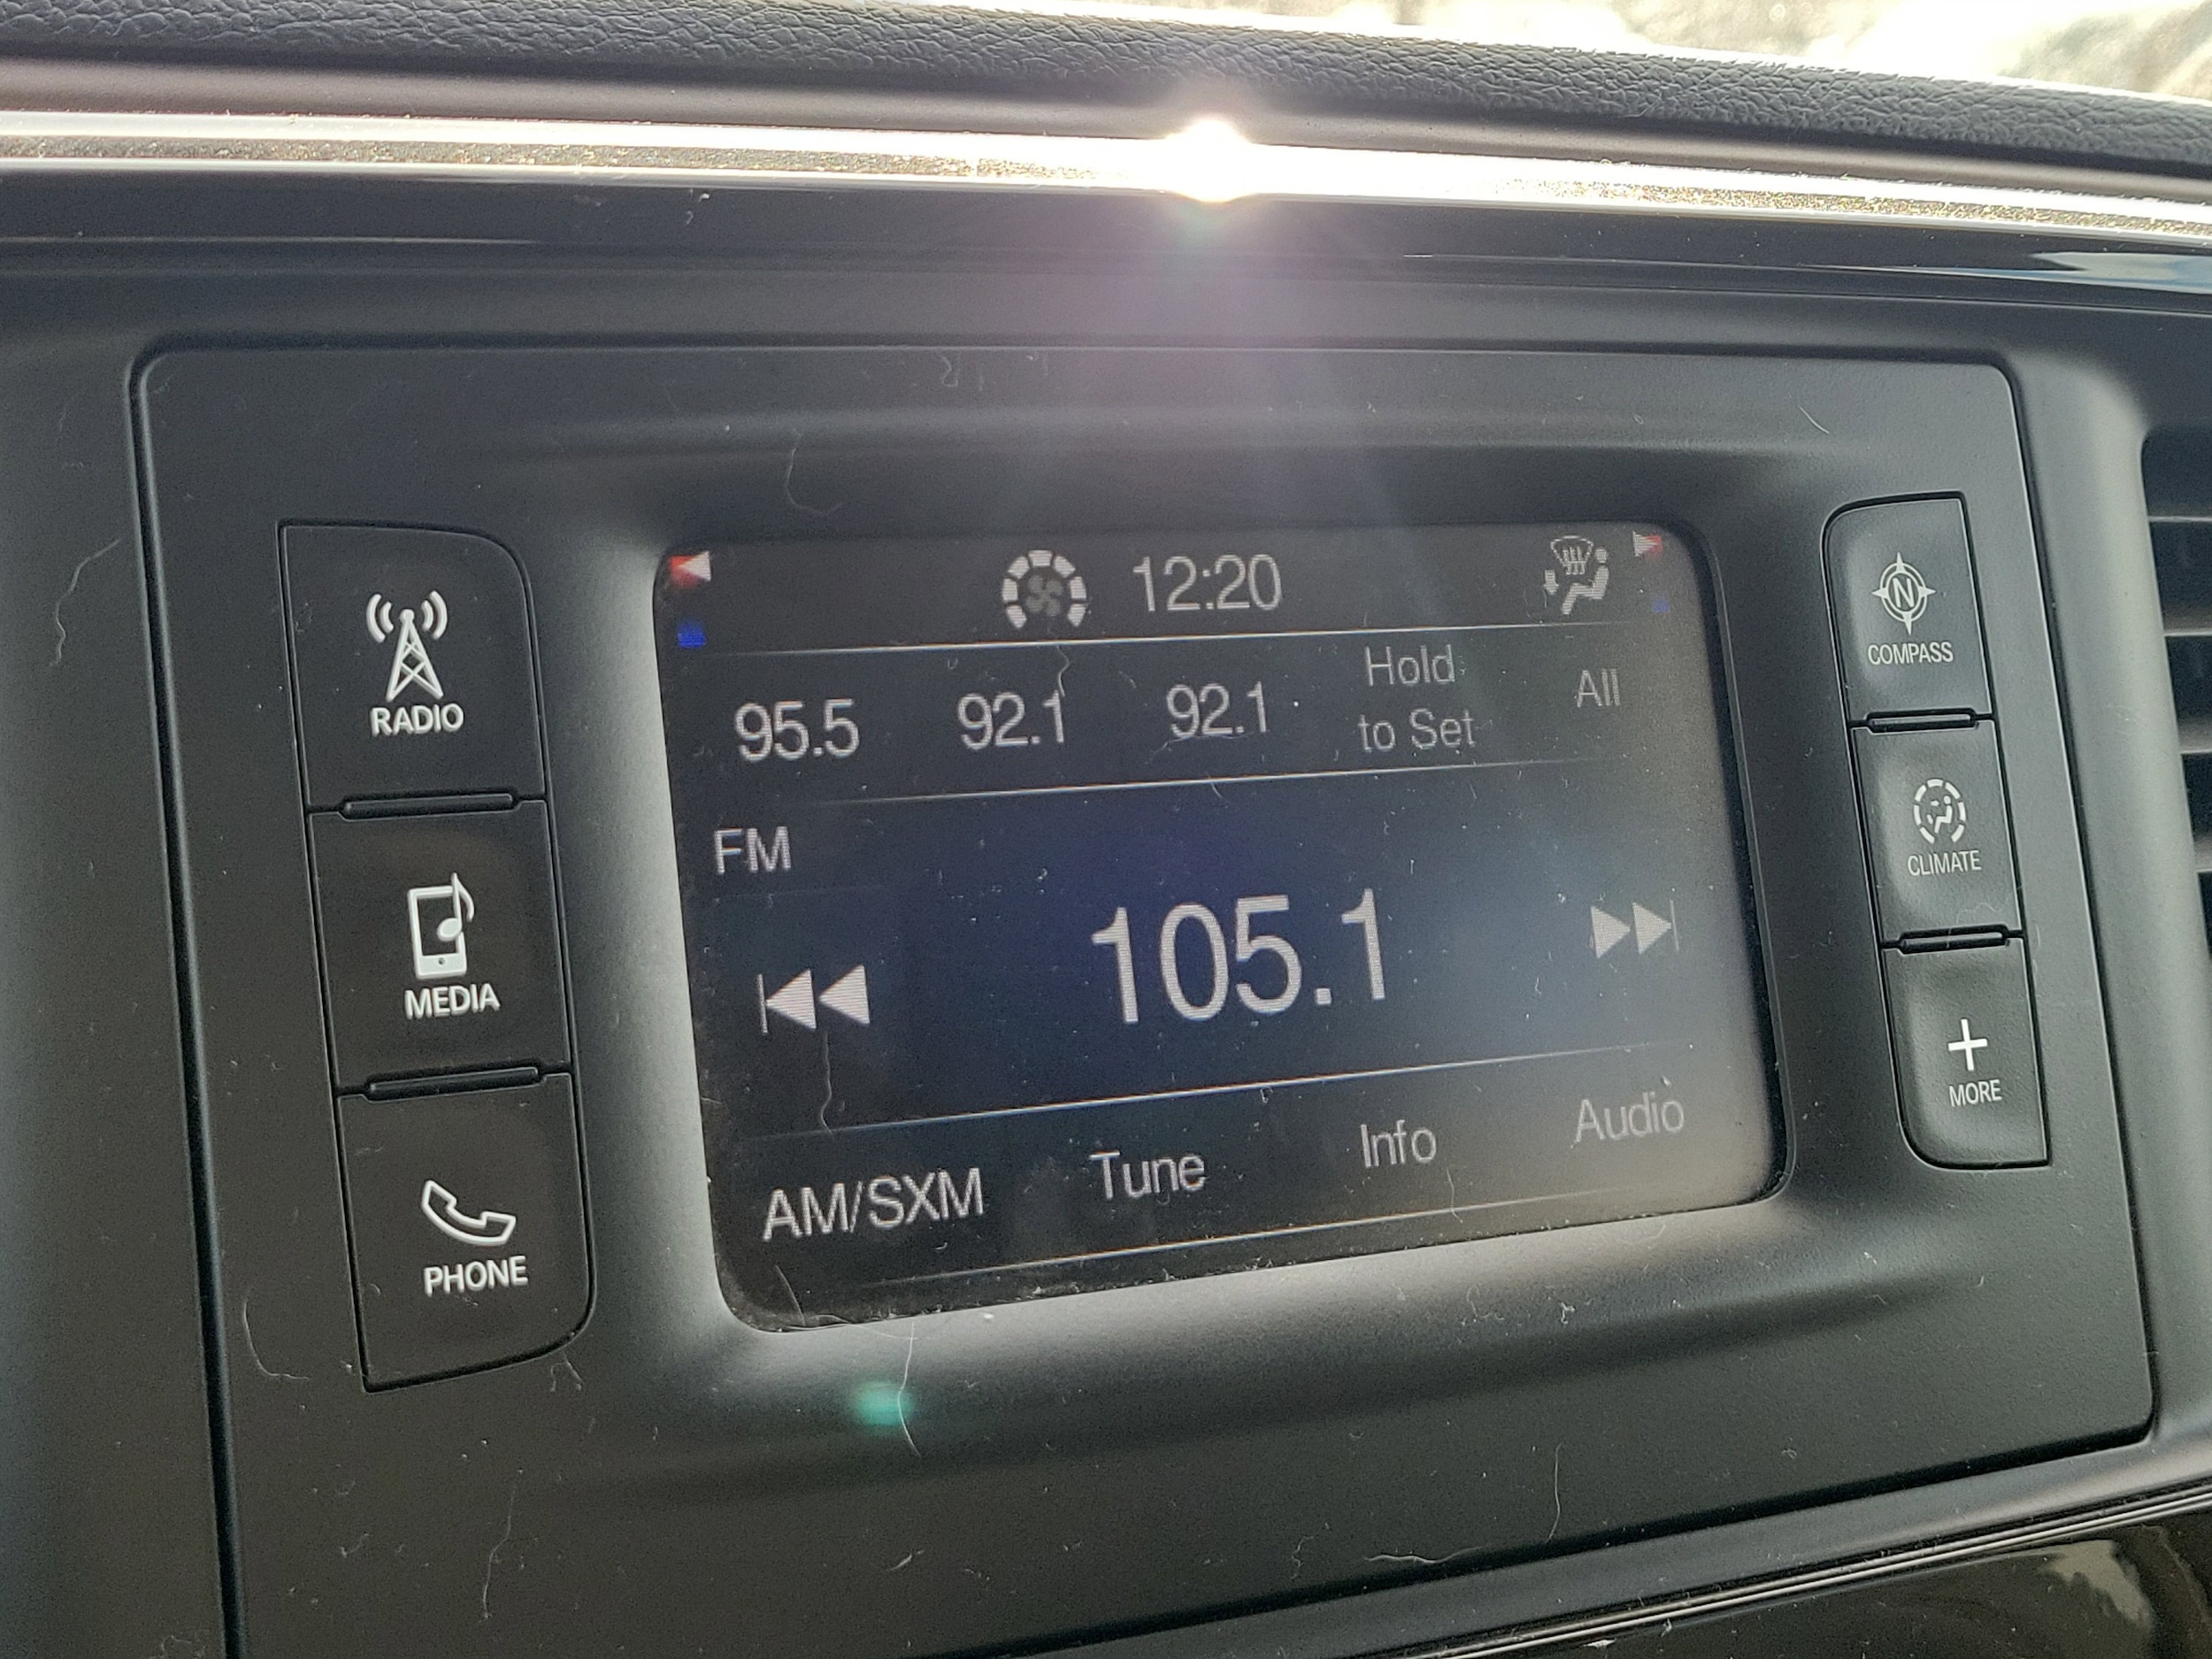 12:20
95.5 92.1 92.1 Hold to Set All
FM
105.1
AM/SXM Tune Info Audio
RADIO
MEDIA
PHONE
N
COMPASS
CLIMATE
MORE